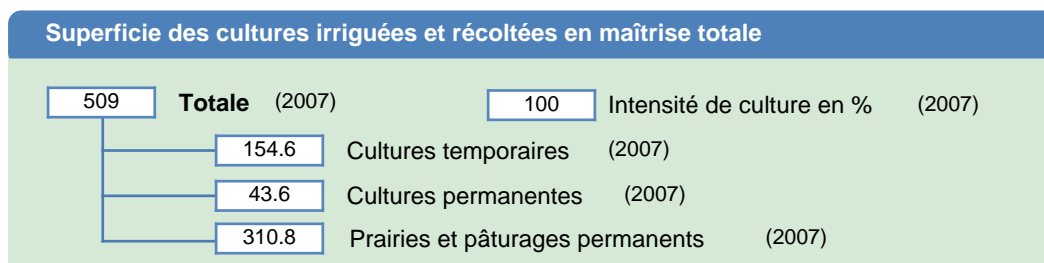 Superficie des cultures irriguées et récoltées en maîtrise totale
509 Totale (2007) 100 Intensité de culture en % (2007)
154.6 Cultures temporaires (2007)
43.6 Cultures permanentes (2007)
310.8 Prairies et pâturages permanents (2007)